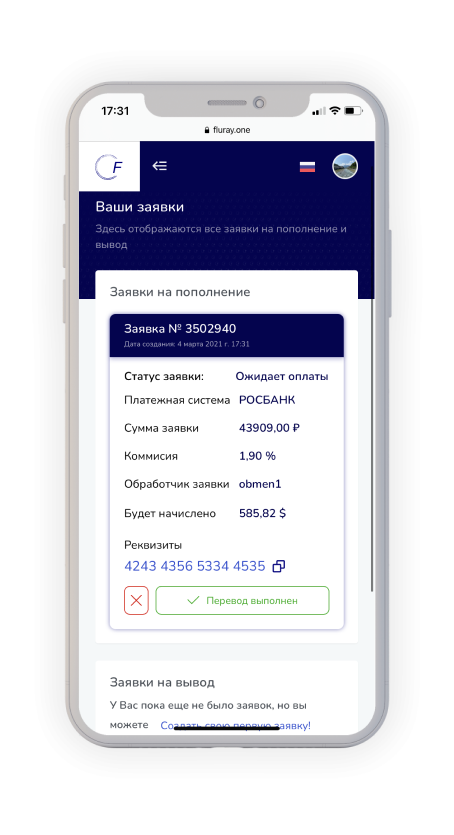 17:31
fluray.one
F
Ваши заявки
Здесь отображаются все заявки на пополнение и
вывод
Заявки на пополнение
Заявка № 3502940
Дата создания: 4 марта 2021 г. 17:31
Статус заявки: Ожидает оплаты
Платежная система РОСБАНК
Сумма заявки 43909,00 ₽
Коммисия 1,90 %
Обработчик заявки obmen1
Будет начислено 585,82 $
Реквизиты
4243 4356 5334 4535
Перевод выполнен
Заявки на вывод
У Вас пока еще не было заявок, но вы
можете Создать свою первую заявку!